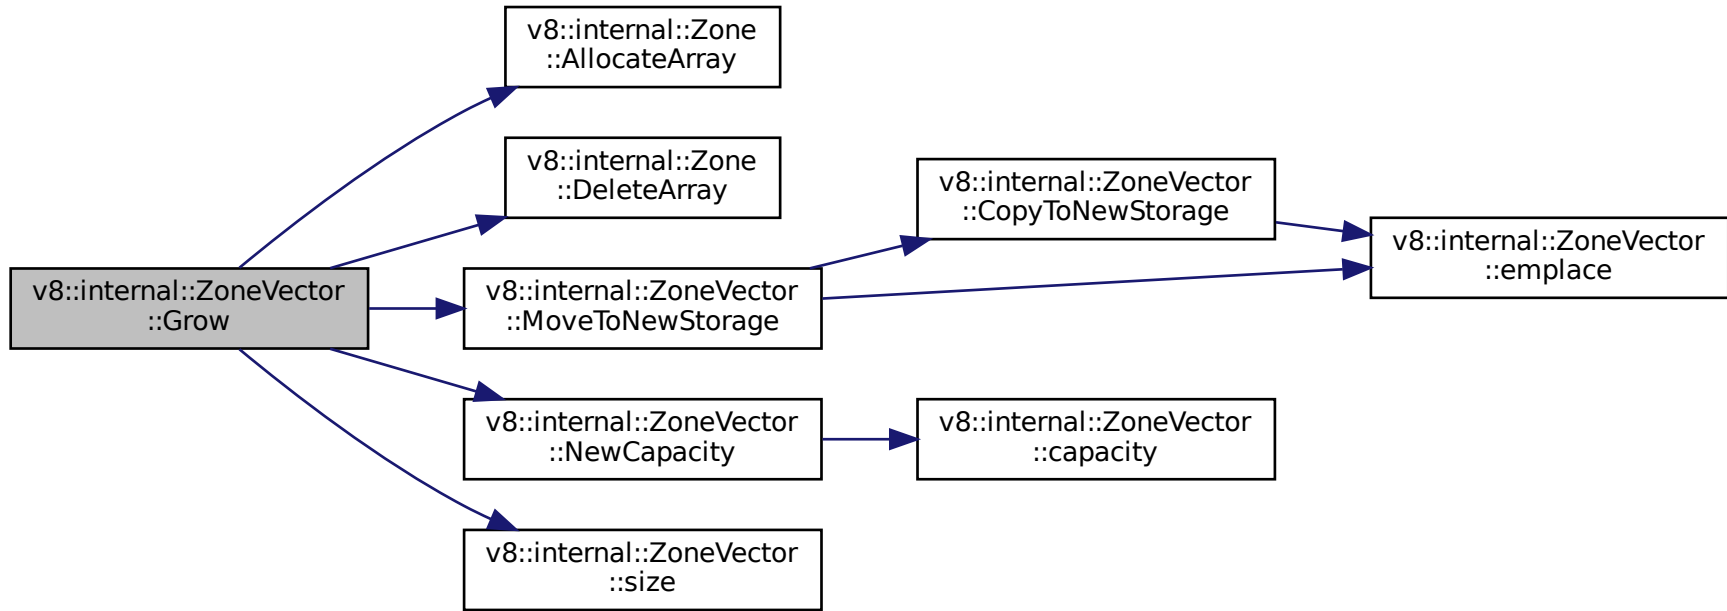 v8::internal::Zone
::AllocateArray
v8::internal::Zone
::DeleteArray
v8::internal::ZoneVector
::CopyToNewStorage
v8::internal::ZoneVector
::emplace
v8::internal::ZoneVector
::Grow
v8::internal::ZoneVector
::MoveToNewStorage
v8::internal::ZoneVector
::NewCapacity
v8::internal::ZoneVector
::capacity
v8::internal::ZoneVector
::size